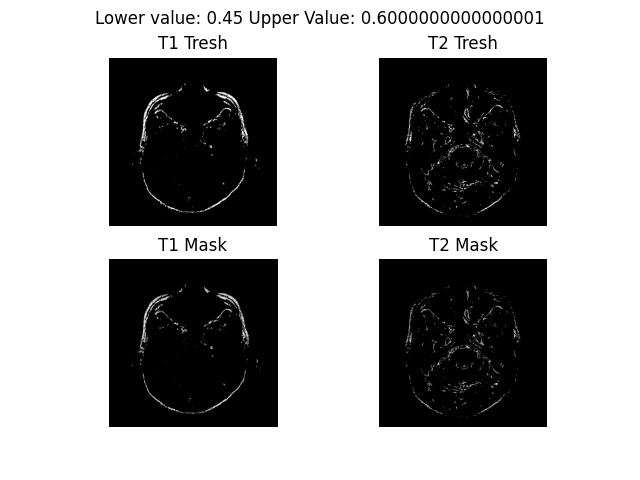 Lower value: 0.45 Upper Value: 0.6000000000000001
T1 Tresh
T2 Tresh
T1 Mask
T2 Mask